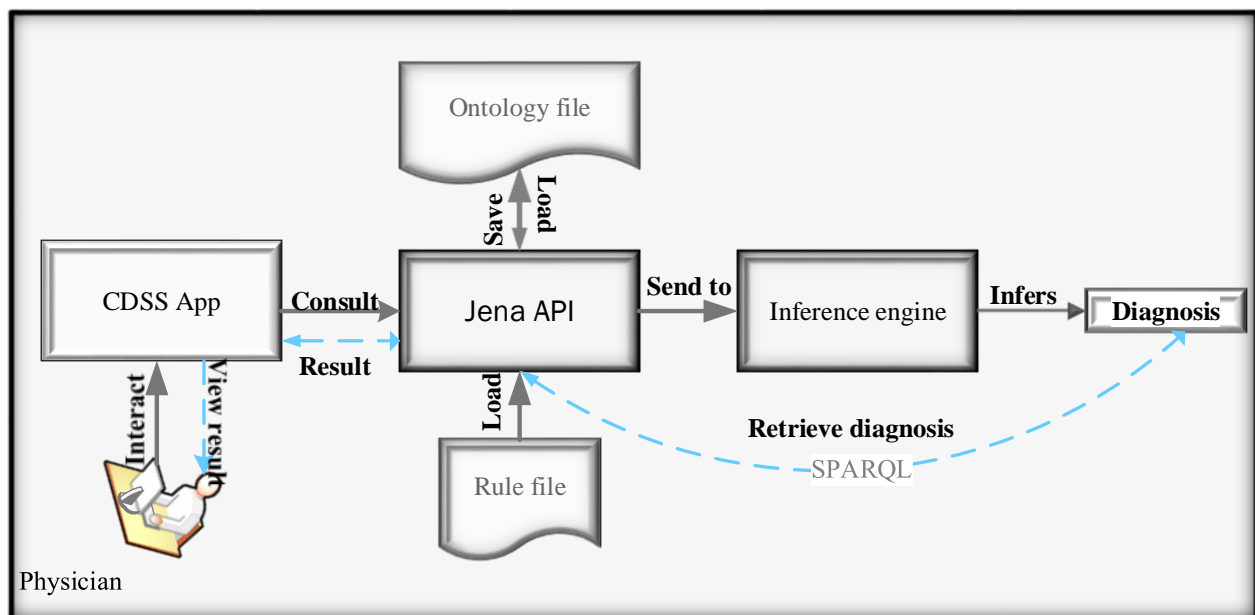 Ontology file
Save
Load
CDSS App
Consult
Result
Jena API
Send to
Inference engine
Infers
Diagnosis
Interact
View result
Load
Rule file
Retrieve diagnosis
SPARQL
Physician